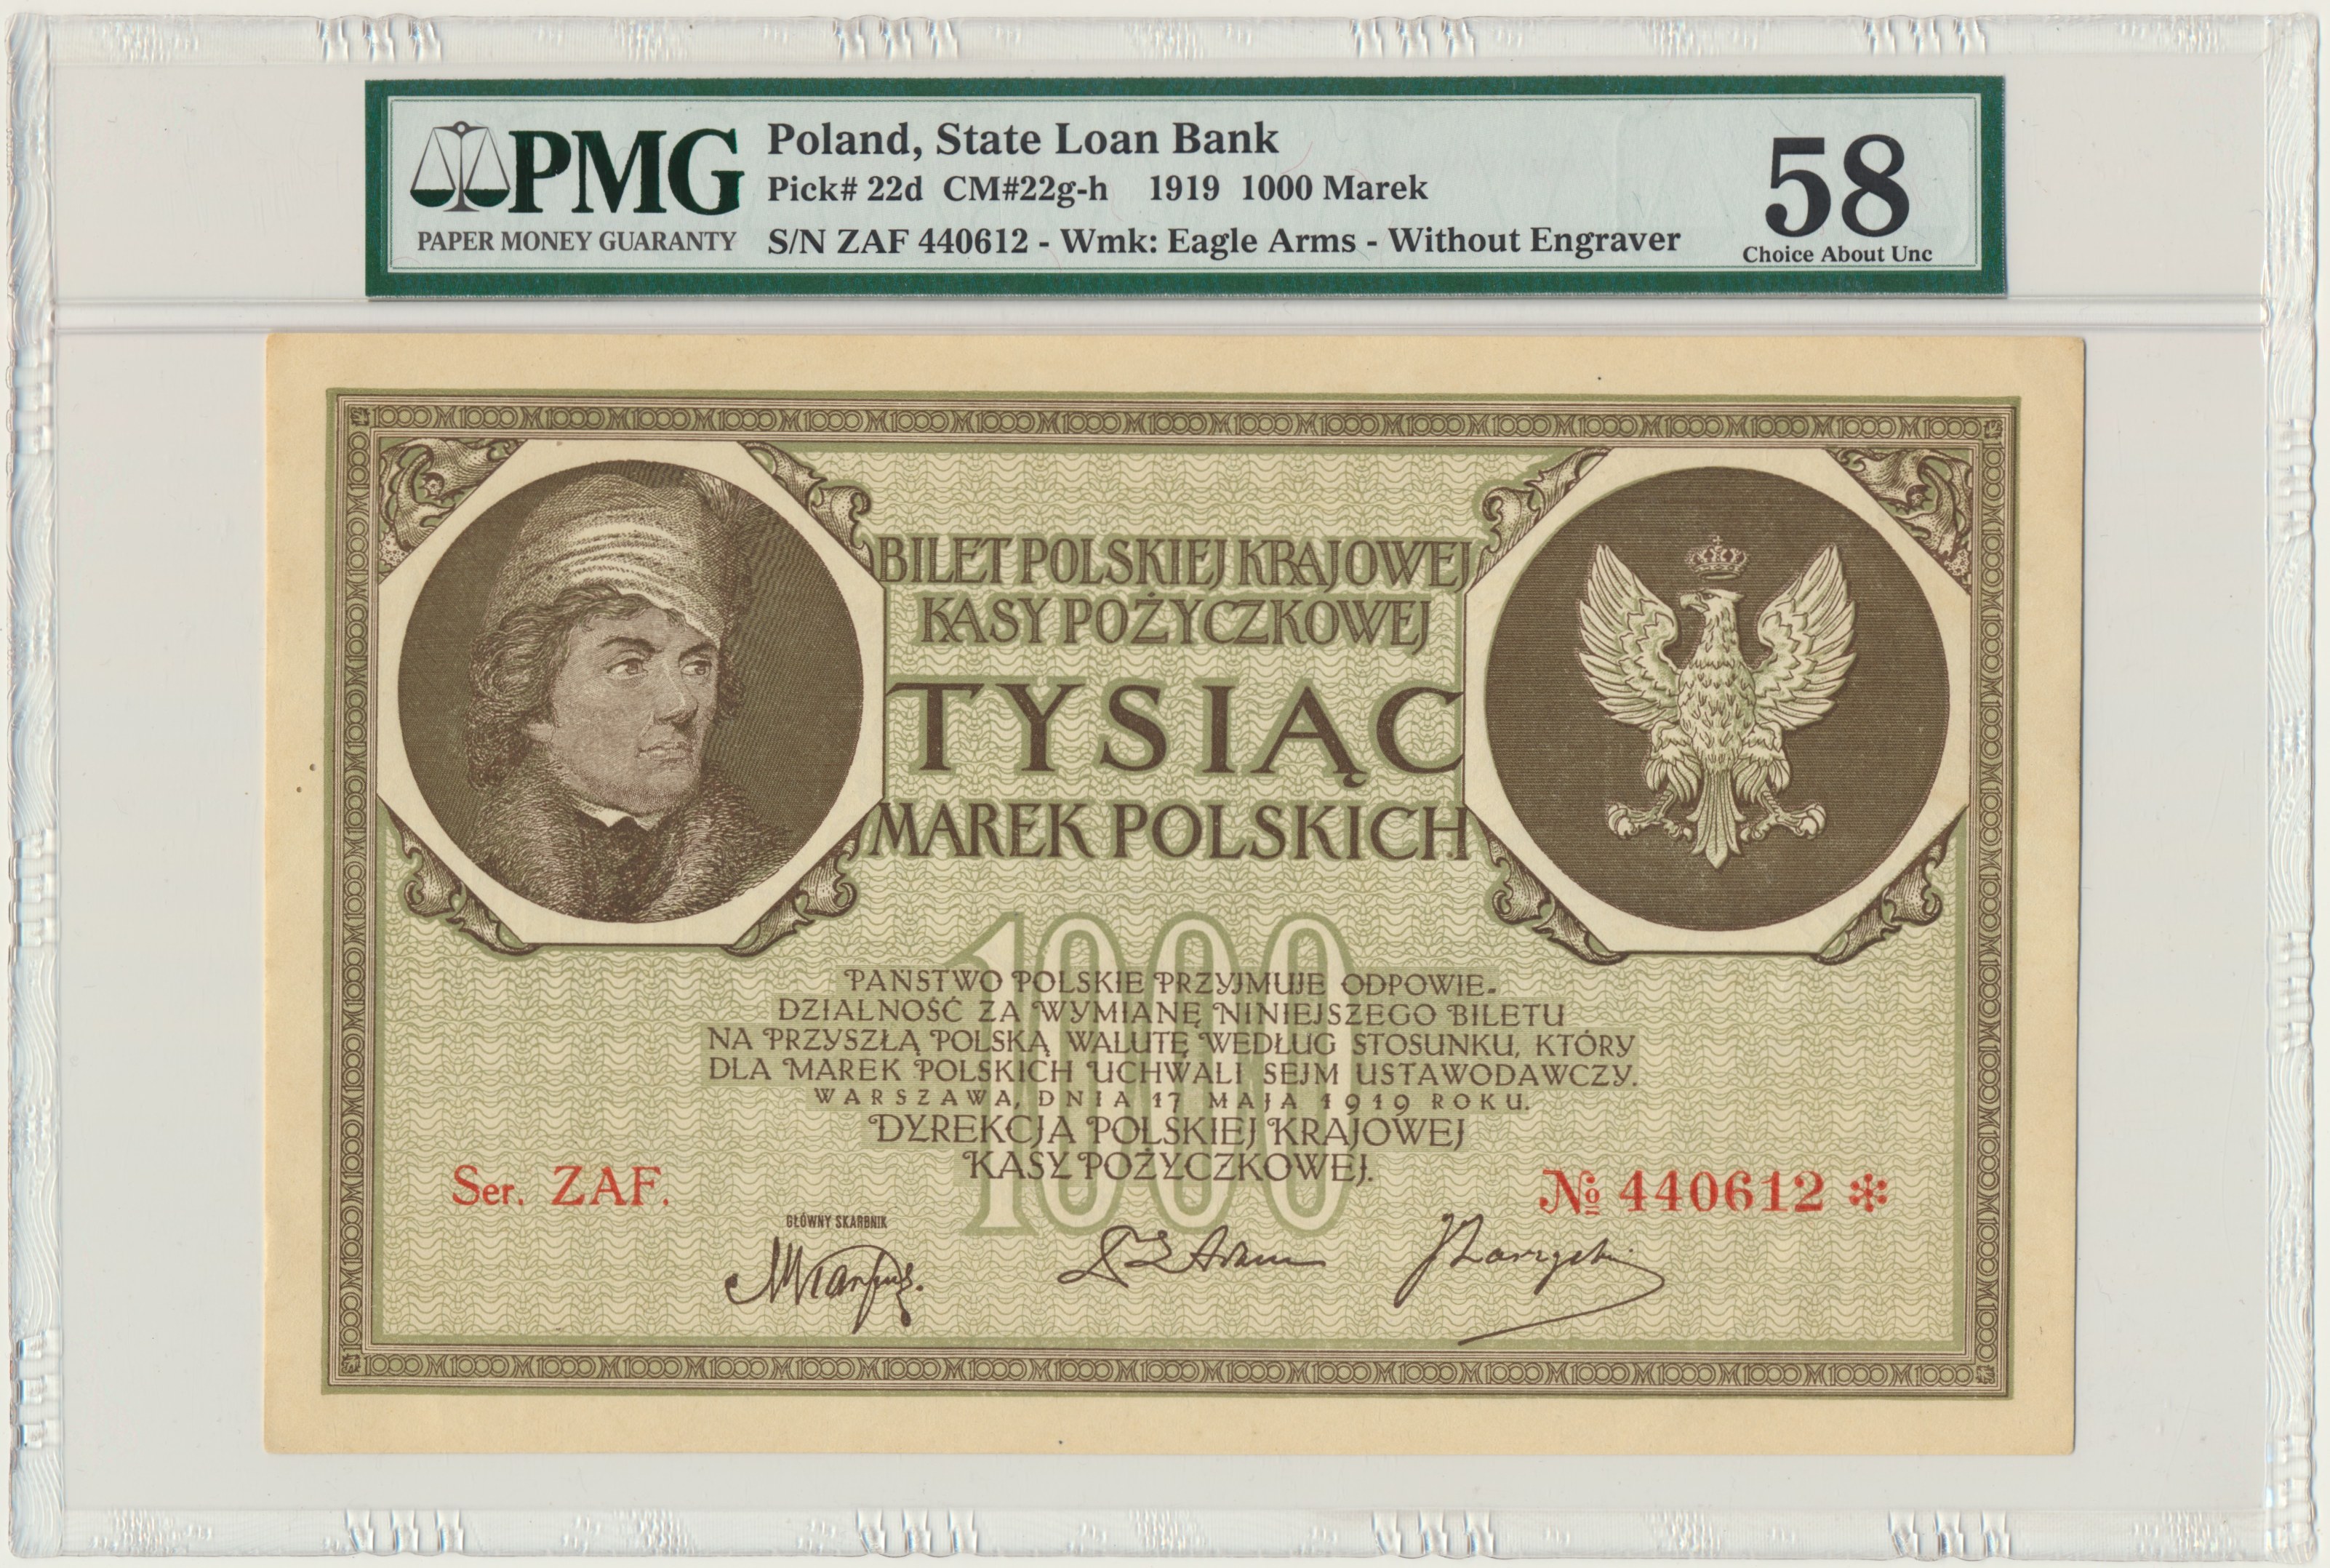 PMG
PAPER MONEY GUARANTY
Poland, State Loan Bank
Pick# 22d CM#22g-h 1919 1000 Marek
S/N ZAF 440612 - Wmk: Eagle Arms - Without Engraver
58
Choice About Unc
BILET POLSKIEJ KRAJOWEJ
KASY POŻYCZKOWEJ
TYSIĄC
MAREK POLSKICH
1000
PAŃSTWO POLSKIE PRZYJMUJE ODPOWIE-
DZIALNOŚĆ ZA WYMIANĘ NINIEJSZEGO BILETU
NA PRZYSZŁĄ POLSKĄ WALUTĘ WEDŁUG STOSUNKU, KTÓRY
DLA MAREK POLSKICH UCHWALI SEJM USTAWODAWCZY.
WARSZAWA, DNIA 17 MAJA 1919 ROKU.
DYREKCJA POLSKIEJ KRAJOWEJ
KASY POŻYCZKOWEJ.
Ser. ZAF.
№ 440612 *
GŁÓWNY SKARBNIK